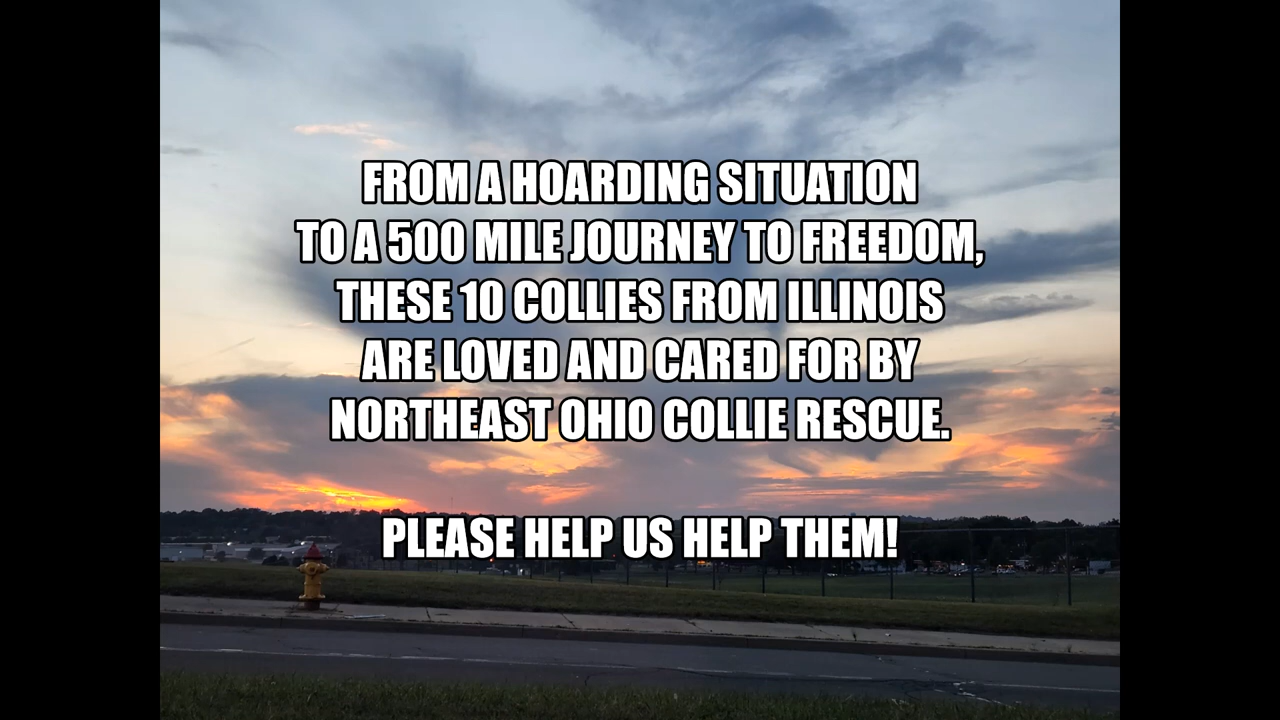 FROM A HOARDING SITUATION
TO A 500 MILE JOURNEY TO FREEDOM,
THESE 10 COLLIES FROM ILLINOIS
ARE LOVED AND CARED FOR BY
NORTHEAST OHIO COLLIE RESCUE.
PLEASE HELP US HELP THEM!